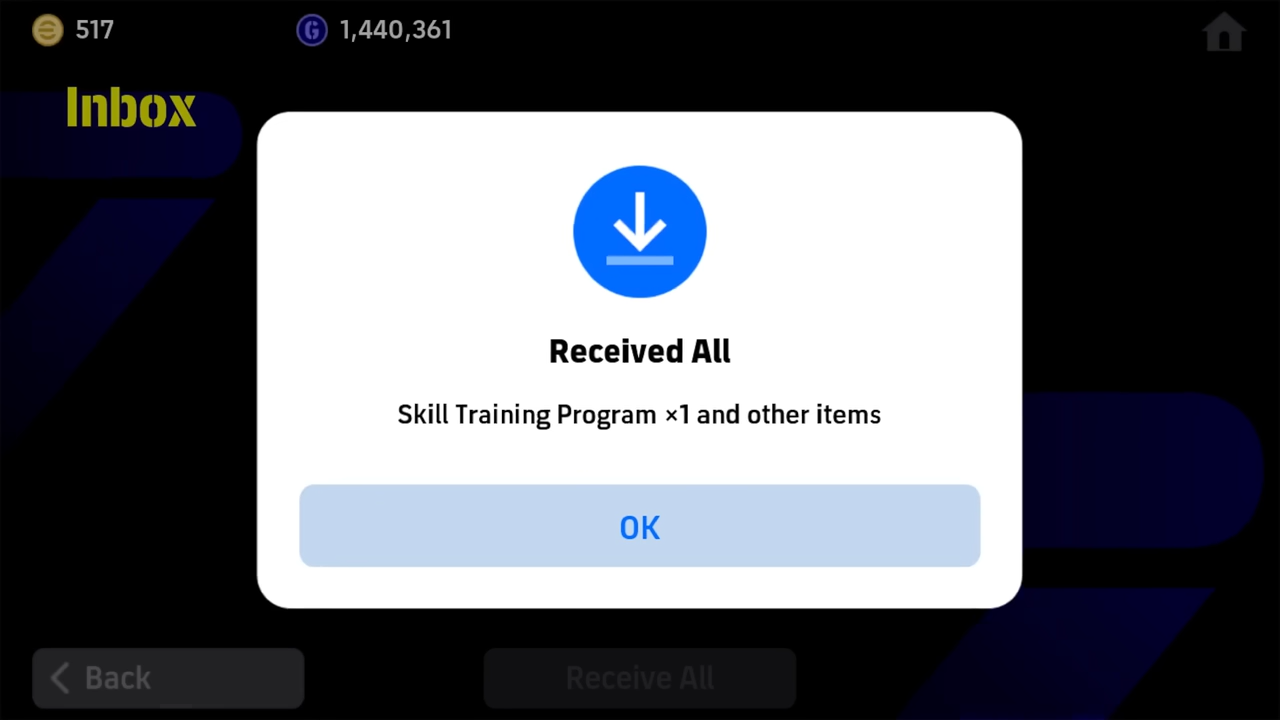 517
1,440,361
Inbox
Received All
Skill Training Program ×1 and other items
OK
Back
Receive All